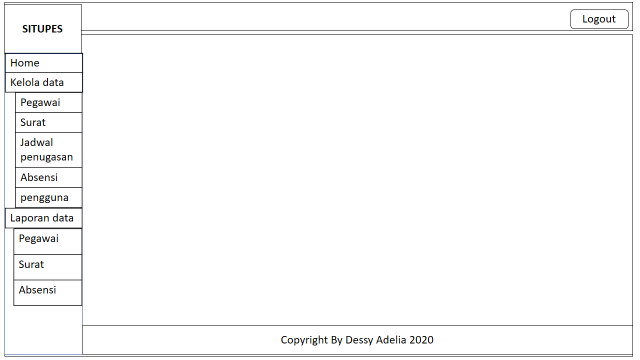 SITUPES
Logout
Home
Kelola data
Pegawai
Surat
Jadwal
penugasan
Absensi
pengguna
Laporan data
Pegawai
Surat
Absensi
Copyright By Dessy Adelia 2020